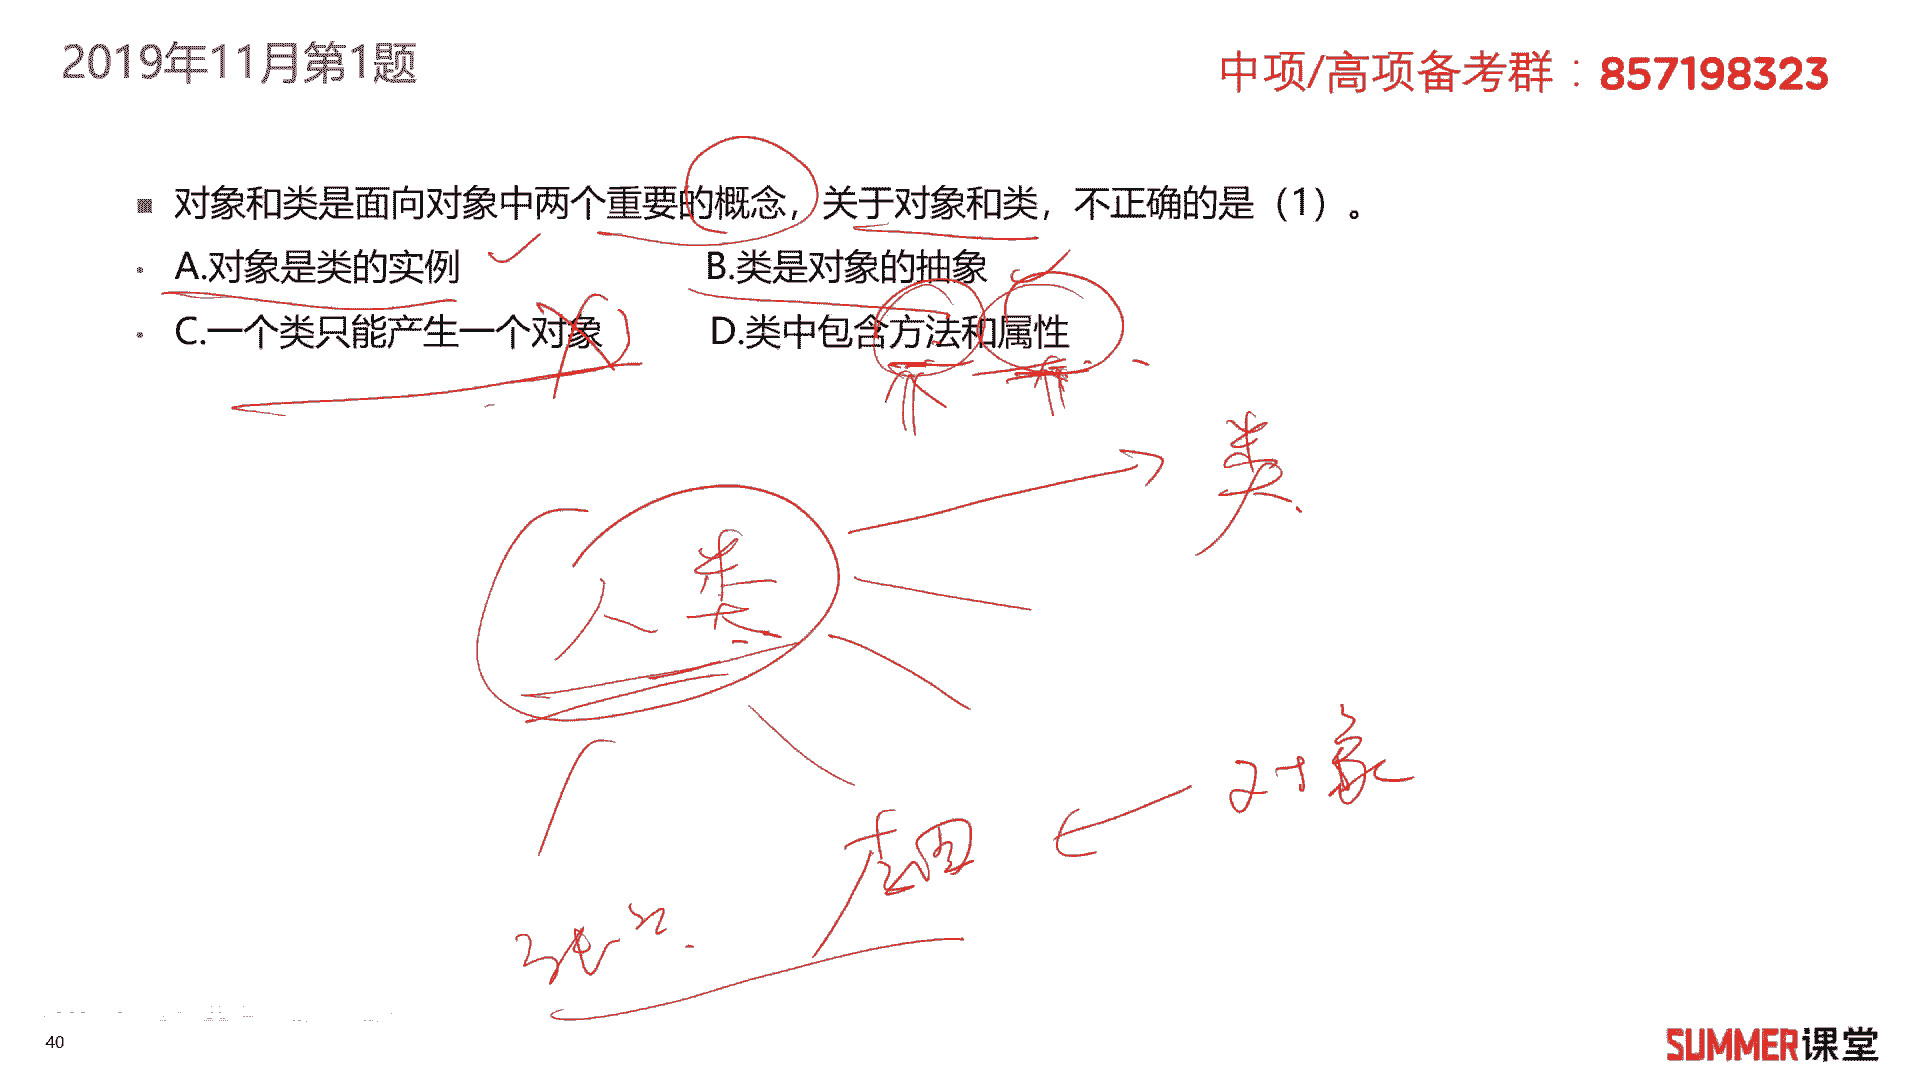 2019年11月第1题
中项/高项备考群：857198323
■ 对象和类是面向对象中两个重要的概念，关于对象和类，不正确的是（1）。
· A.对象是类的实例 B.类是对象的抽象
· C.一个类只能产生一个对象 D.类中包含方法和属性
类
人类
对象
张三
40
SUMMER课堂